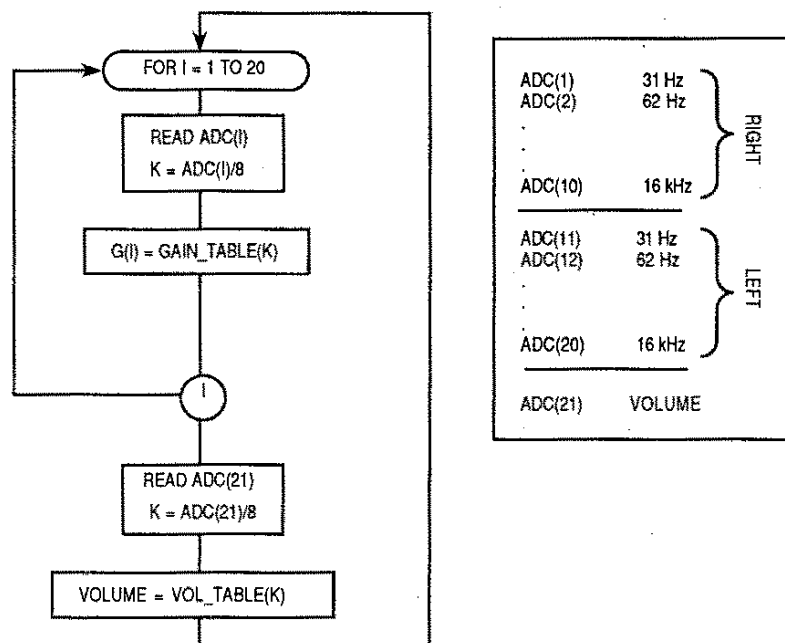 FOR I = 1 TO 20
READ ADC(I)
K = ADC(I)/8
G(I) = GAIN_TABLE(K)
I
READ ADC(21)
K = ADC(21)/8
VOLUME = VOL_TABLE(K)
ADC(1) 31 Hz
ADC(2) 62 Hz
.
.
.
ADC(10) 16 kHz
RIGHT
ADC(11) 31 Hz
ADC(12) 62 Hz
.
.
.
ADC(20) 16 kHz
LEFT
ADC(21) VOLUME